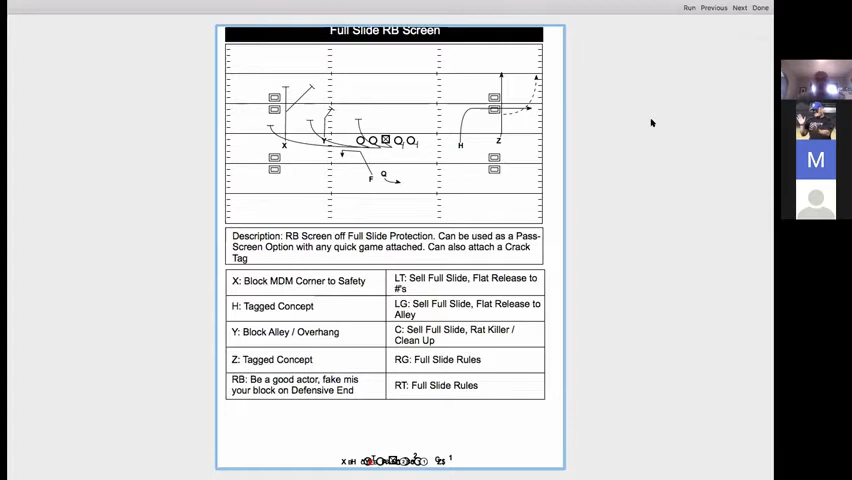 Run Previous Next Done
Full Slide RB Screen
X
Y
H
Z
F
Q
Description: RB Screen off Full Slide Protection. Can be used as a Pass-
Screen Option with any quick game attached. Can also attach a Crack
Tag
X: Block MDM Corner to Safety
LT: Sell Full Slide, Flat Release to
#'s
H: Tagged Concept
LG: Sell Full Slide, Flat Release to
Alley
Y: Block Alley / Overhang
C: Sell Full Slide, Rat Killer /
Clean Up
Z: Tagged Concept
RG: Full Slide Rules
RB: Be a good actor, fake mis
your block on Defensive End
RT: Full Slide Rules
M